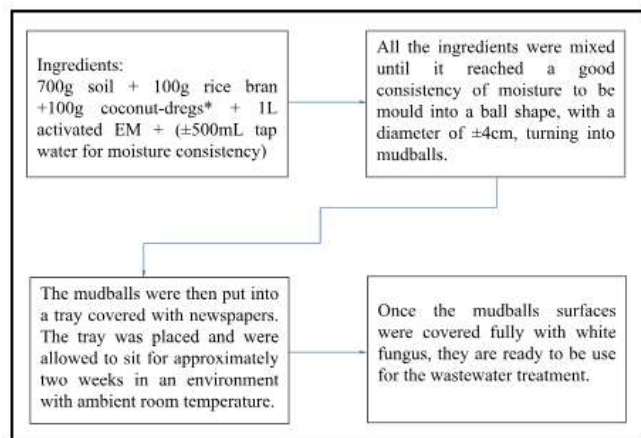 Ingredients:
700g soil + 100g rice bran
+100g coconut-dregs* + 1L
activated EM + (±500mL tap
water for moisture consistency)
All the ingredients were mixed
until it reached a good
consistency of moisture to be
mould into a ball shape, with a
diameter of ±4cm, turning into
mudballs.
The mudballs were then put into
a tray covered with newspapers.
The tray was placed and were
allowed to sit for approximately
two weeks in an environment
with ambient room temperature.
Once the mudballs surfaces
were covered fully with white
fungus, they are ready to be use
for the wastewater treatment.